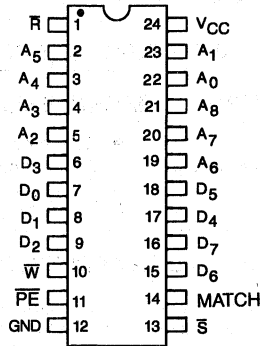 R̅ 1 24 V_CC
A5 2 23 A1
A4 3 22 A0
A3 4 21 A8
A2 5 20 A7
D3 6 19 A6
D0 7 18 D5
D1 8 17 D4
D2 9 16 D7
W̅ 10 15 D6
P̅E̅ 11 14 MATCH
GND 12 13 S̅